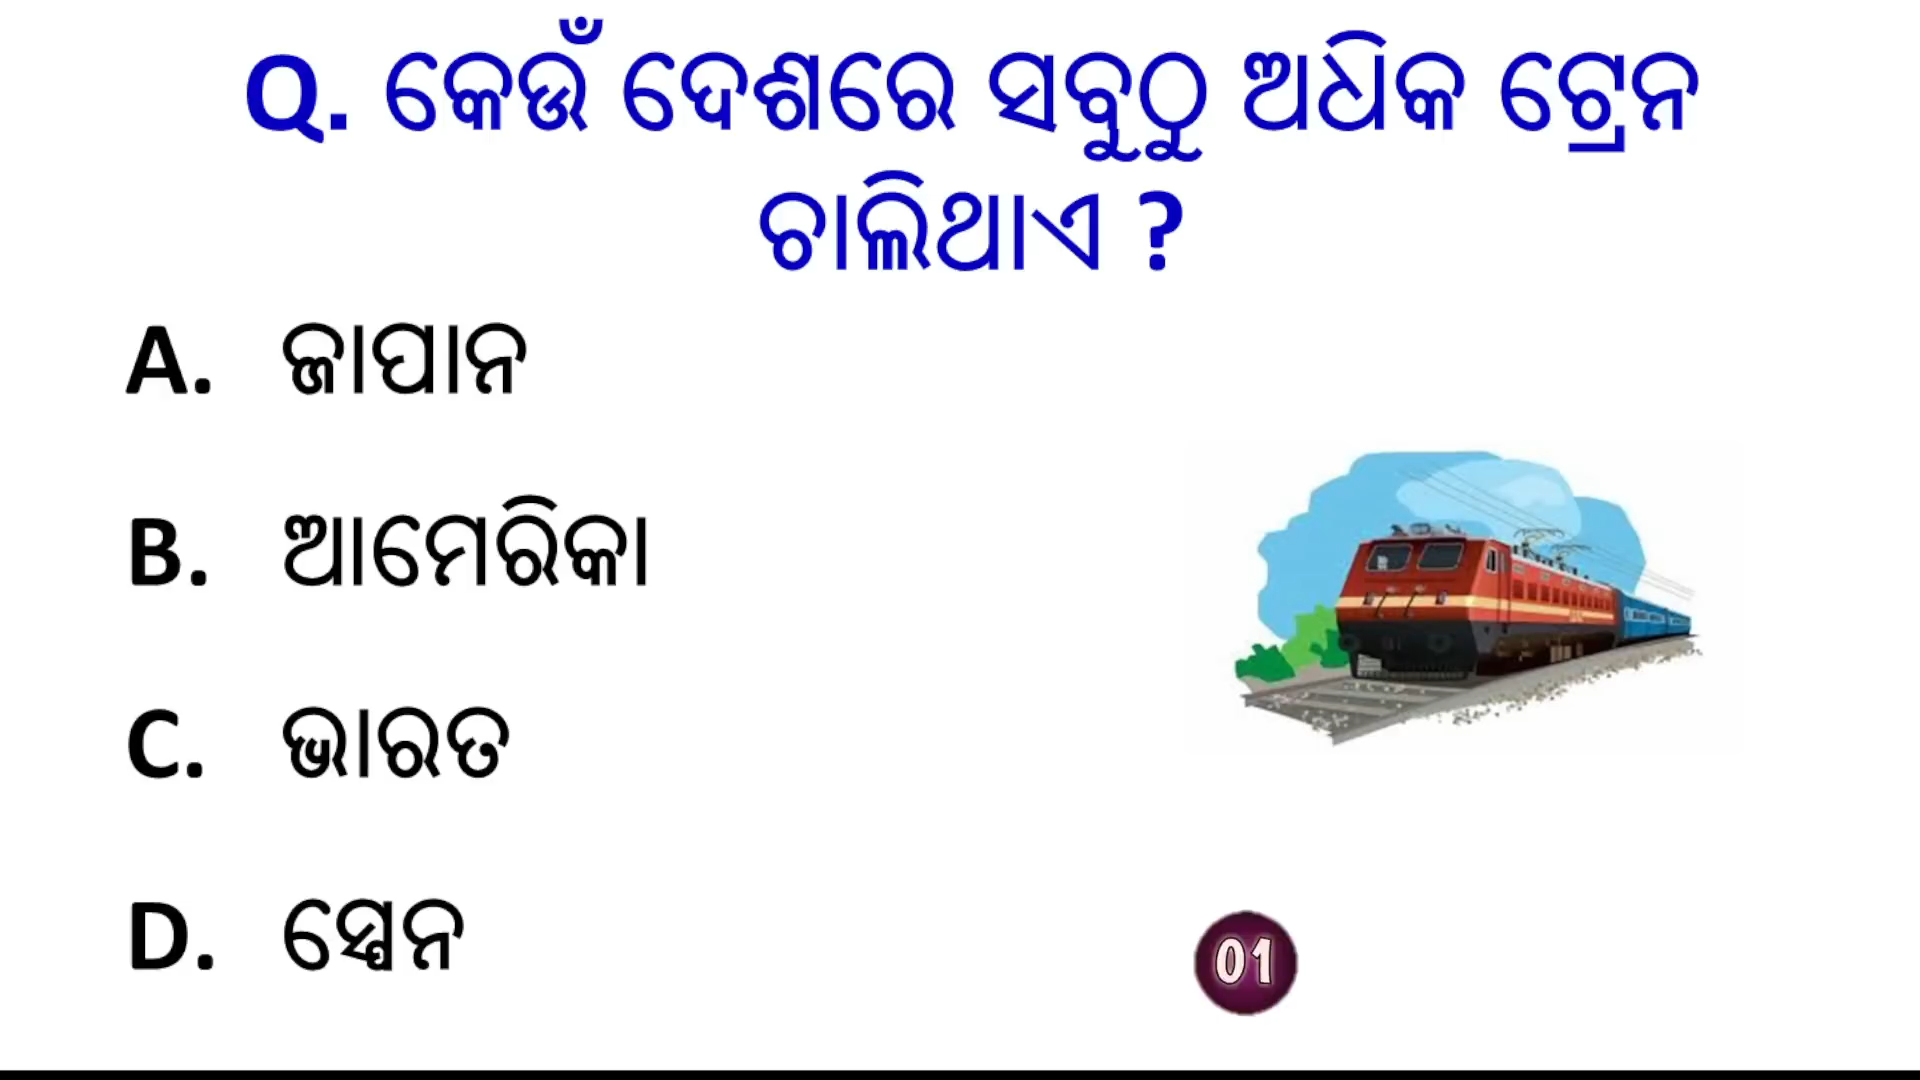 Q. କେଉଁ ଦେଶରେ ସବୁଠୁ ଅଧିକ ଟ୍ରେନ
ଚାଲିଥାଏ ?
A. ଜାପାନ
B. ଆମେରିକା
C. ଭାରତ
D. ସ୍ପେନ
01